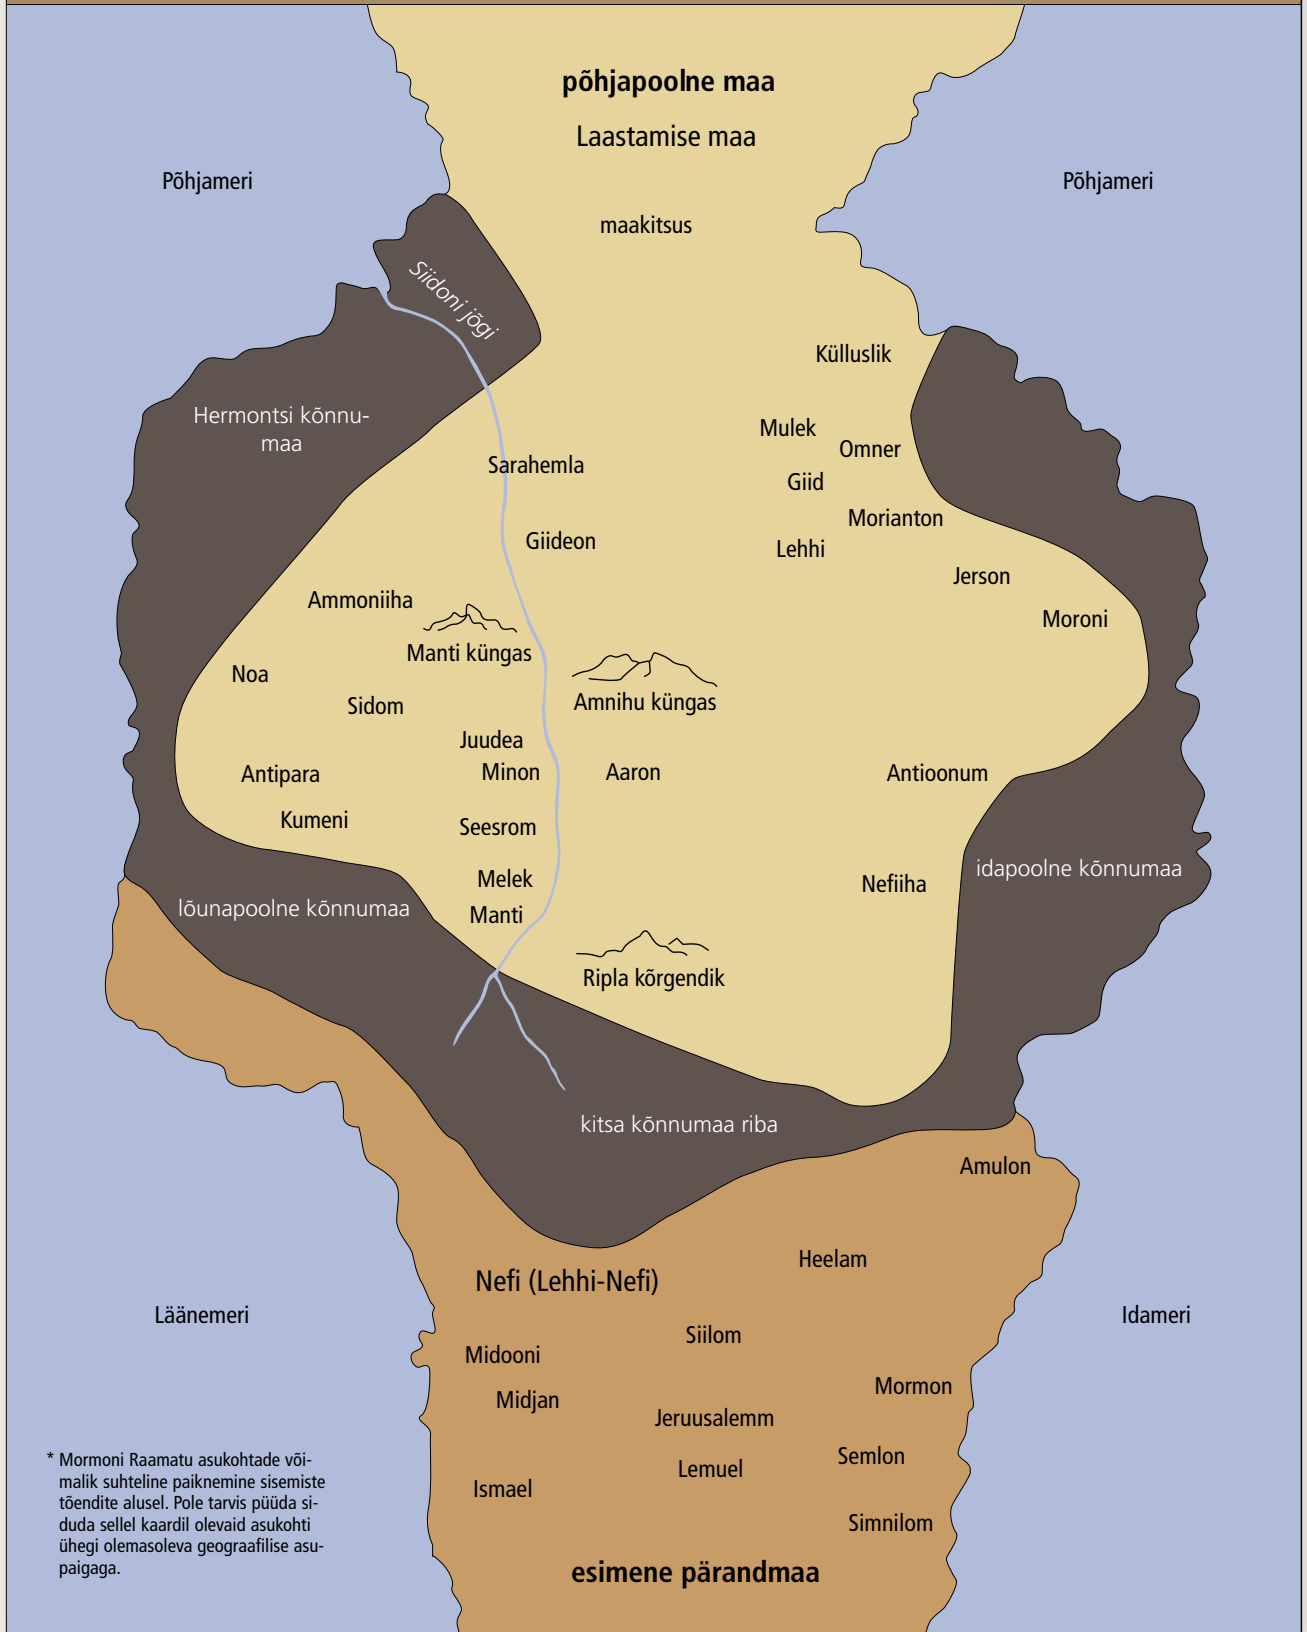 põhjapoolne maa
Laastamise maa
Põhjameri
Põhjameri
maakitsus
Siidoni jõgi
Külluslik
Hermontsi kõnnu-
maa
Mulek
Omner
Sarahemla
Giid
Morianton
Giideon
Lehhi
Jerson
Ammoniiha
Moroni
Manti küngas
Noa
Amnihu küngas
Sidom
Juudea
Minon
Aaron
Antipara
Antioonum
Kumeni
Seesrom
idapoolne kõnnumaa
Melek
Nefiiha
lõunapoolne kõnnumaa
Manti
Ripla kõrgendik
kitsa kõnnumaa riba
Amulon
Heelam
Nefi (Lehhi-Nefi)
Läänemeri
Idameri
Siilom
Midooni
Mormon
Midjan
Jeruusalemm
Semlon
Lemuel
Ismael
Simnilom
esimene pärandmaa
* Mormoni Raamatu asukohtade või-
malik suhteline paiknemine sisemiste
tõendite alusel. Pole tarvis püüda si-
duda sellel kaardil olevaid asukohti
ühegi olemasoleva geograafilise asu-
paigaga.